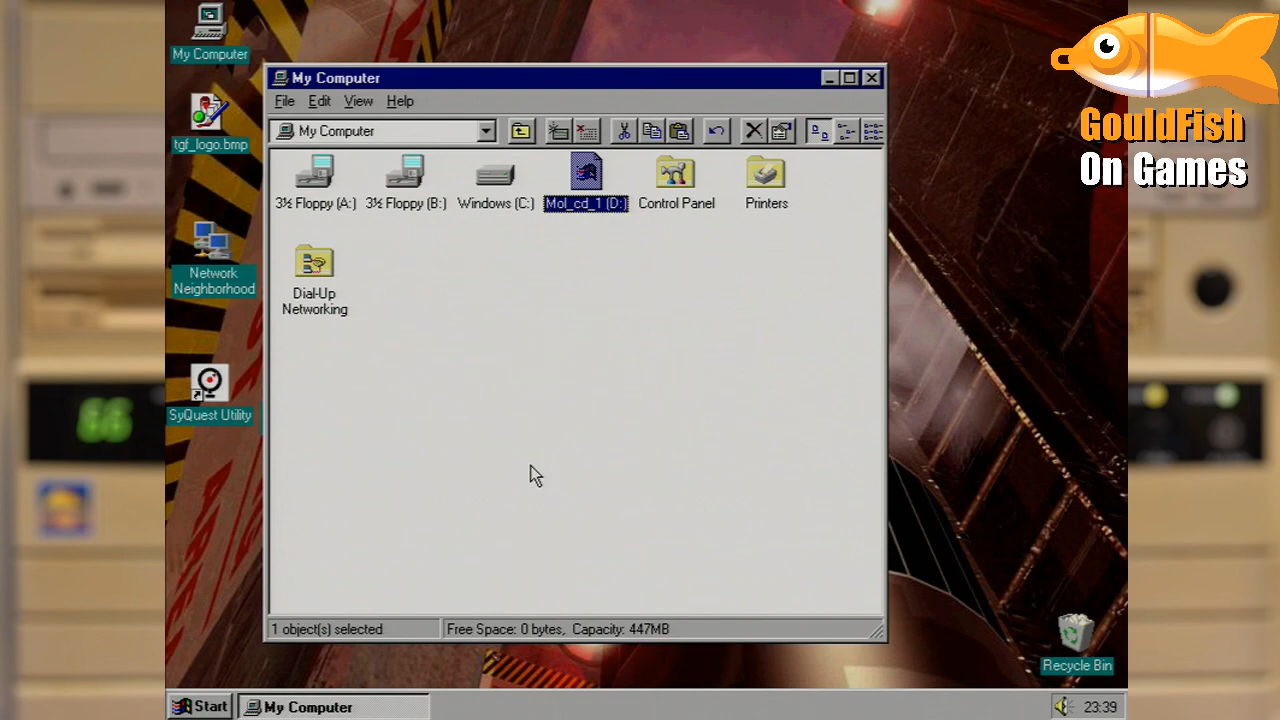 My Computer
tgf_logo.bmp
Network
Neighborhood
SyQuest Utility
My Computer
File Edit View Help
My Computer
3½ Floppy (A:) 3½ Floppy (B:) Windows (C:) Mol_cd_1 (D:) Control Panel Printers
Dial-Up
Networking
1 object(s) selected Free Space: 0 bytes, Capacity: 447MB
Recycle Bin
Start My Computer 23:39
GouldFish
On Games
66